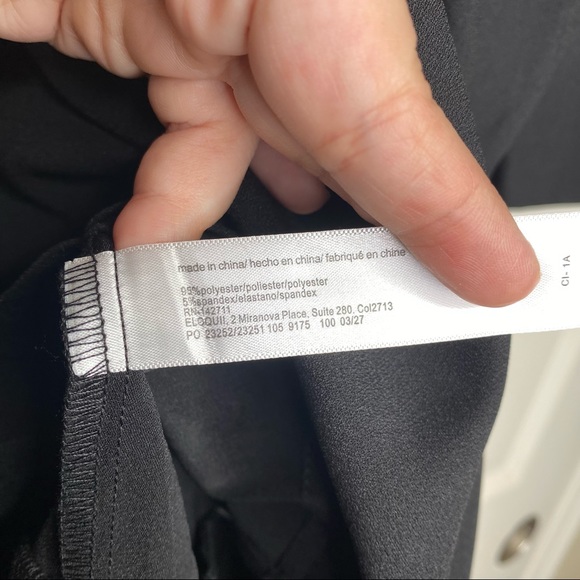 made in china/ hecho en china/ fabriqué en chine
95%polyester/poliester/polyester
5%spandex/elastano/spandex
RN-142711
ELOQUII, 2 Miranova Place, Suite 280. Col2713
PO 23252/23251 105 9175 100 03/27
CI- 1A